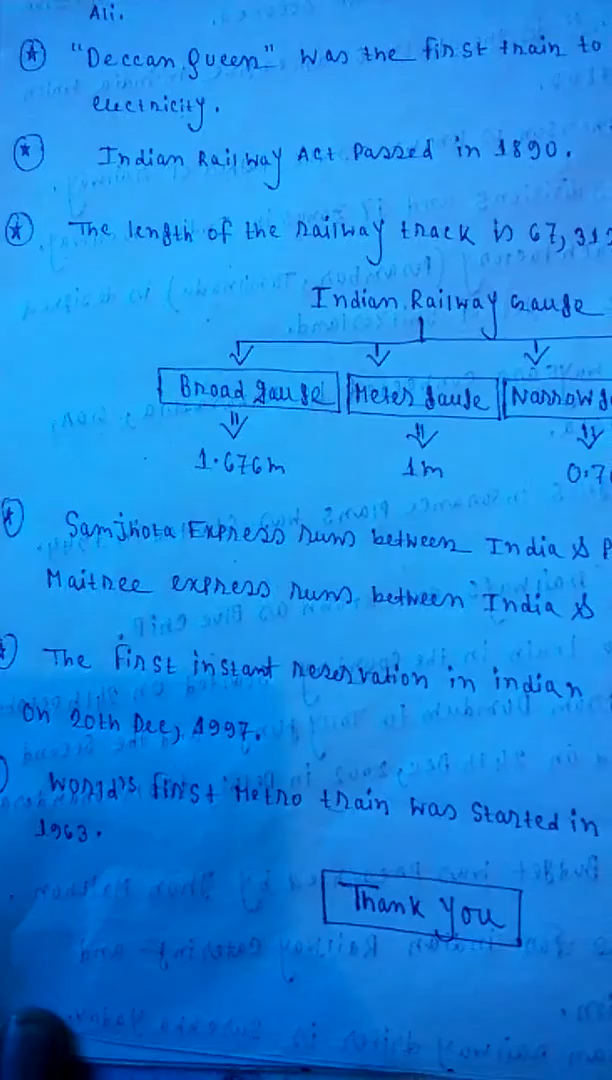 Ali.
"Deccan Queen" was the first train to
electricity.
Indian Railway Act Passed in 1890.
The length of the railway track is 67,31
Indian Railway Gauge
Broad gauge Meter gauge Narrow
1.676m 1m 0.7
Samjhota Express runs between India &
Maitree express runs between India &
The first instant reservation in indian
on 20th Dec, 1997.
World's first Metro train was started in
1963.
Thank you